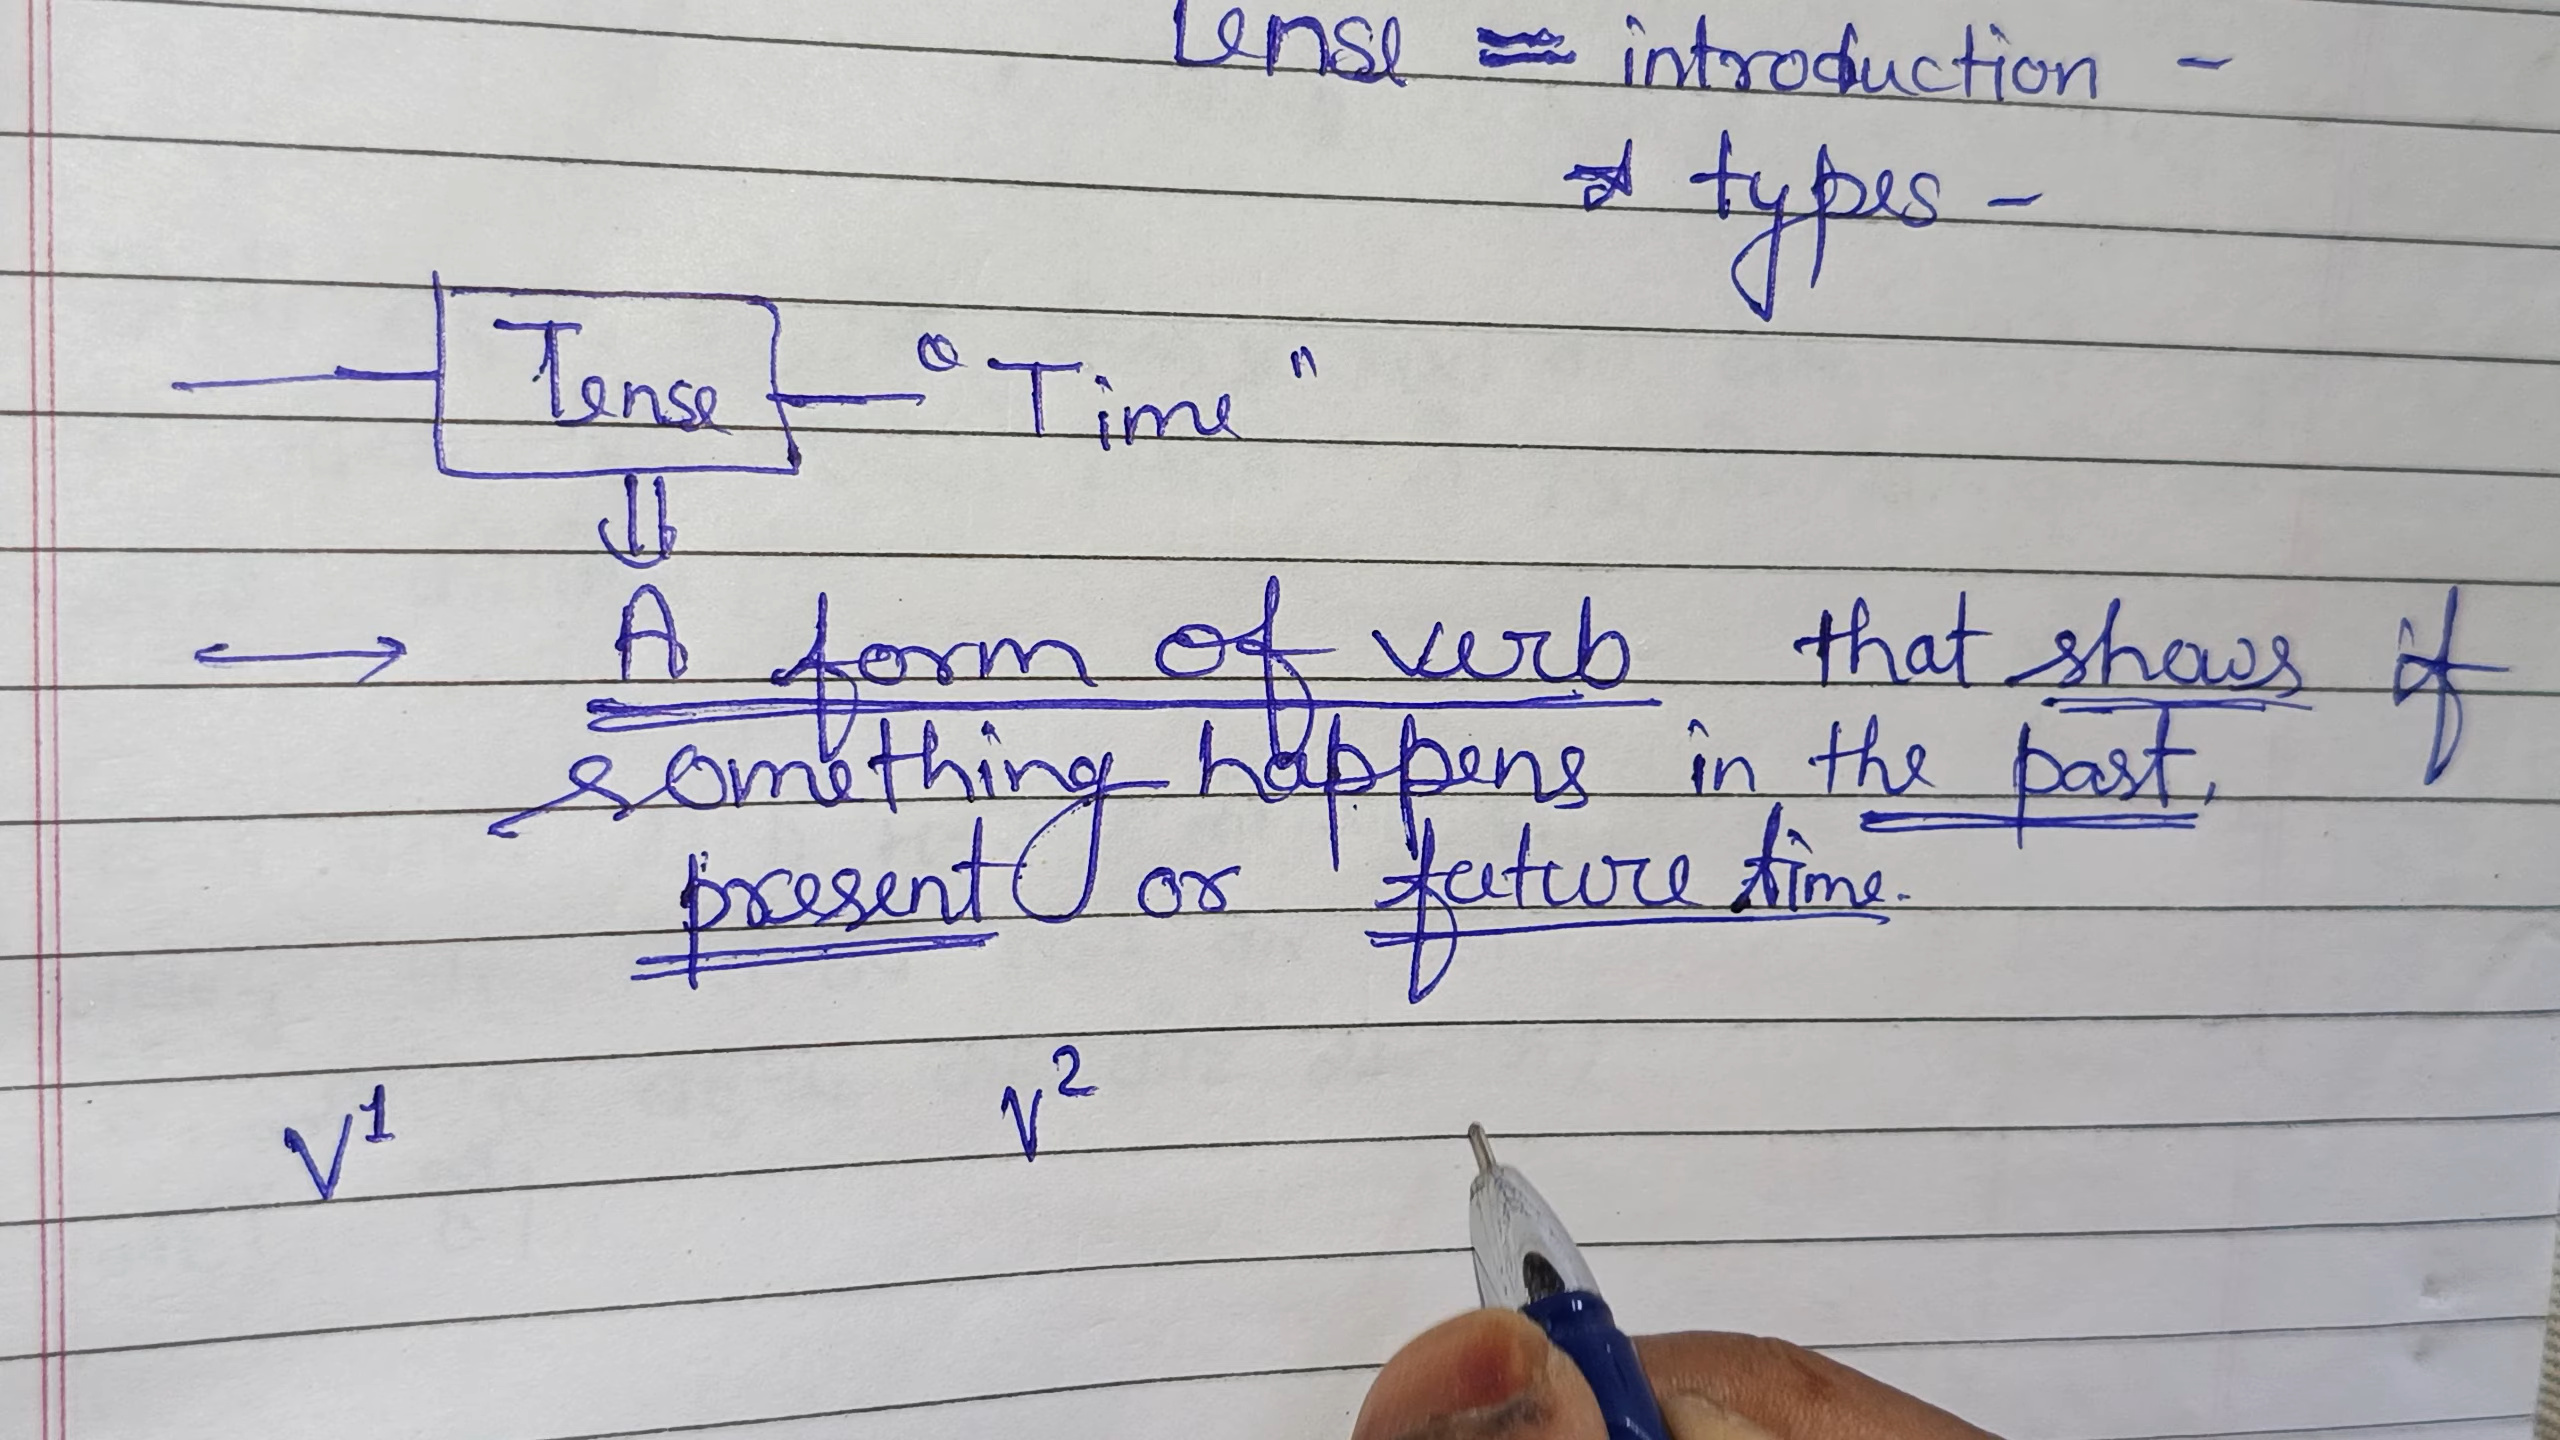 Tense = introduction -
types -
Tense — "Time"
A form of verb that shows if
something happens in the past,
present or future time.
V¹ V²